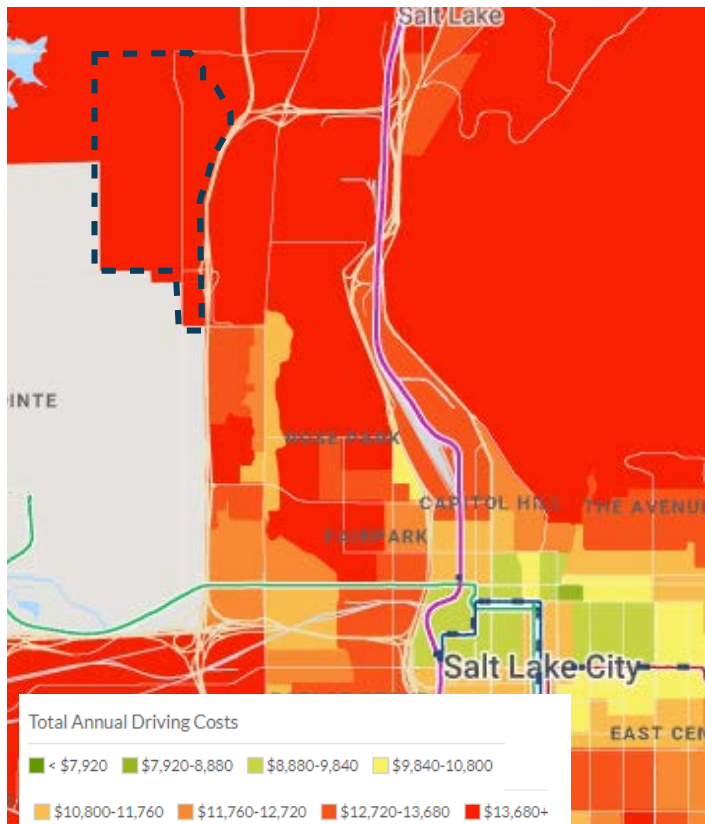 Salt Lake
INTE
ROSE PARK
CAPITOL HILL
THE AVENU
FAIRPARK
Salt Lake City
EAST CEN
Total Annual Driving Costs
< $7,920
$7,920-8,880
$8,880-9,840
$9,840-10,800
$10,800-11,760
$11,760-12,720
$12,720-13,680
$13,680+